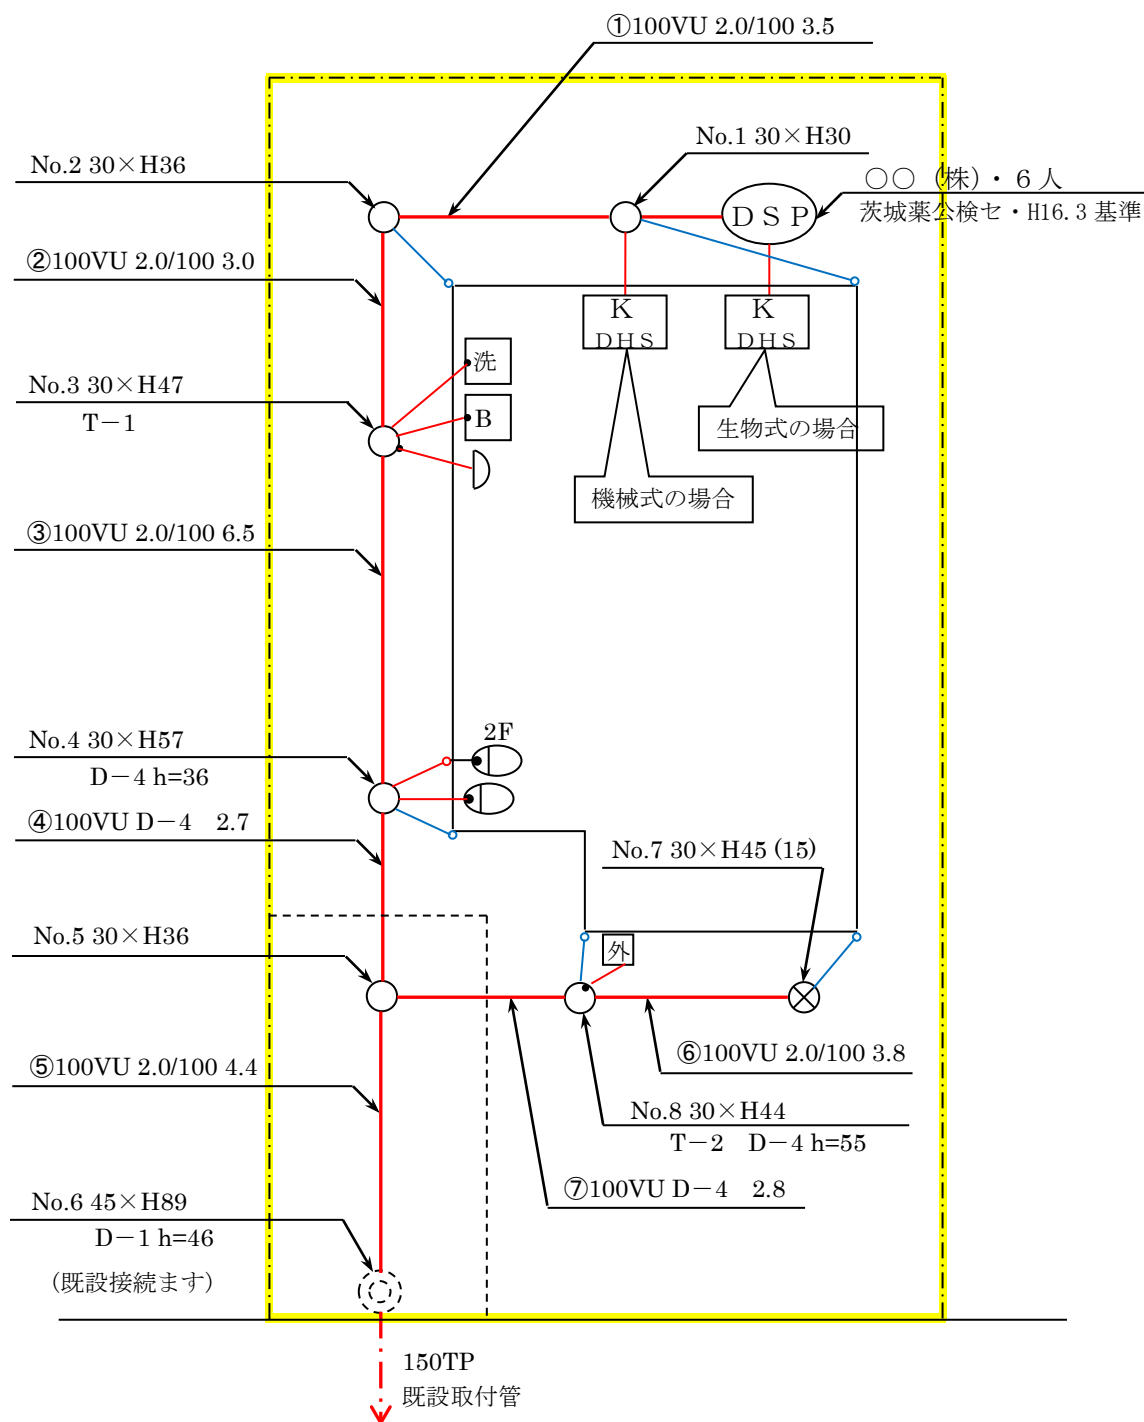 ①100VU 2.0/100 3.5
No.2 30×H36
No.1 30×H30
○○（株）・６人
茨城薬公検セ・H16.3 基準
ＤＳＰ
②100VU 2.0/100 3.0
K
ＤＨＳ
K
ＤＨＳ
洗
No.3 30×H47
T－1
B
生物式の場合
機械式の場合
③100VU 2.0/100 6.5
2F
No.4 30×H57
D－4 h=36
④100VU D－4　2.7
No.7 30×H45 (15)
No.5 30×H36
外
⑥100VU 2.0/100 3.8
⑤100VU 2.0/100 4.4
No.8 30×H44
T－2　D－4 h=55
⑦100VU D－4　2.8
No.6 45×H89
D－1 h=46
（既設接続ます）
150TP
既設取付管